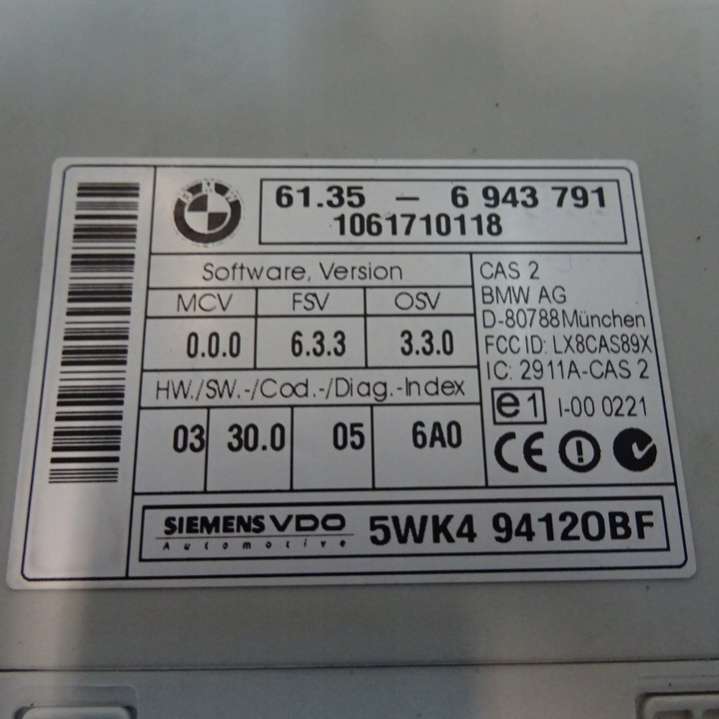 BMW
61.35 – 6 943 791
1061710118
Software, Version
MCV FSV OSV
0.0.0 6.3.3 3.3.0
HW./SW.-/Cod.-/Diag.-Index
03 30.0 05 6A0
CAS 2
BMW AG
D-80788München
FCC ID: LX8CAS89X
IC: 2911A-CAS 2
e1 I-00 0221
CE
SIEMENS VDO
Automotive
5WK4 94120BF